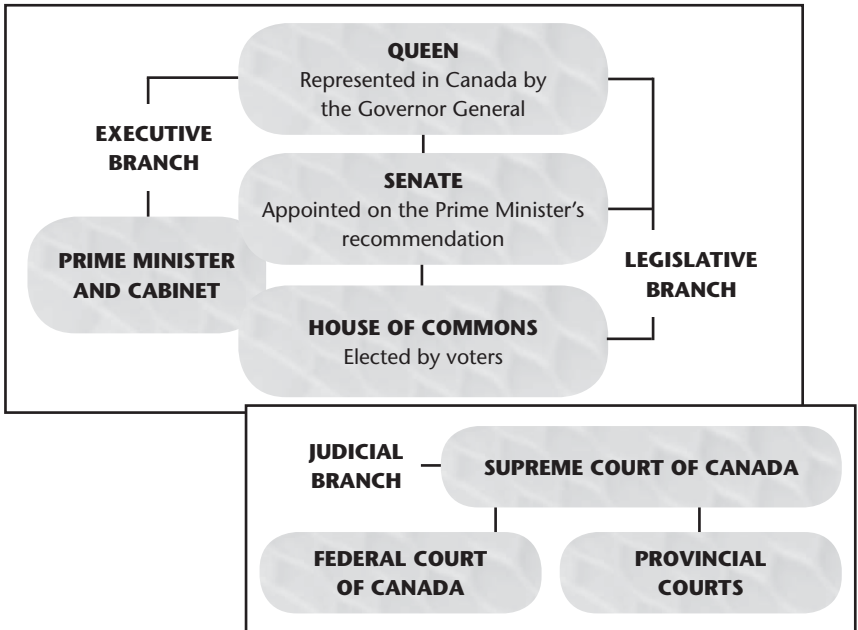 QUEEN
Represented in Canada by
the Governor General
EXECUTIVE
BRANCH
SENATE
Appointed on the Prime Minister’s
recommendation
PRIME MINISTER
AND CABINET
LEGISLATIVE
BRANCH
HOUSE OF COMMONS
Elected by voters
JUDICIAL
BRANCH
SUPREME COURT OF CANADA
FEDERAL COURT
OF CANADA
PROVINCIAL
COURTS